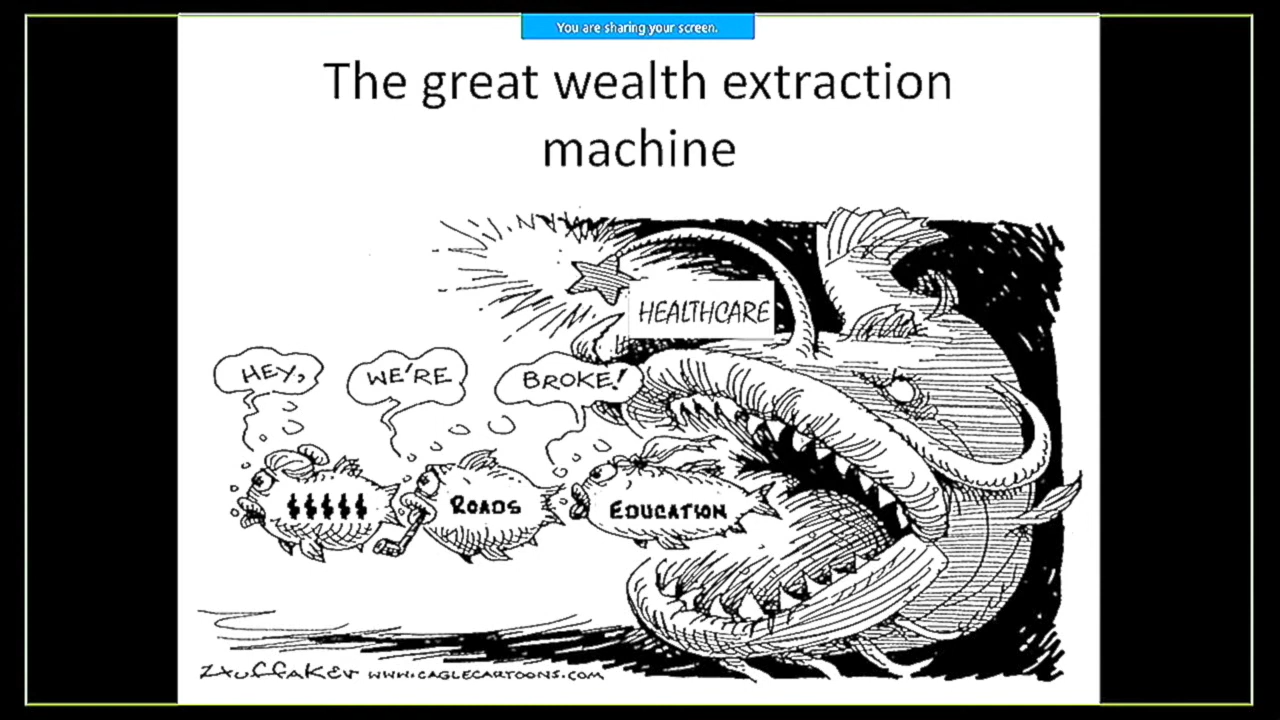 You are sharing your screen.
The great wealth extraction
machine
HEALTHCARE
HEY,
WE'RE
BROKE!
$$$$$
ROADS
EDUCATION
Huffaker www.caglecartoons.com